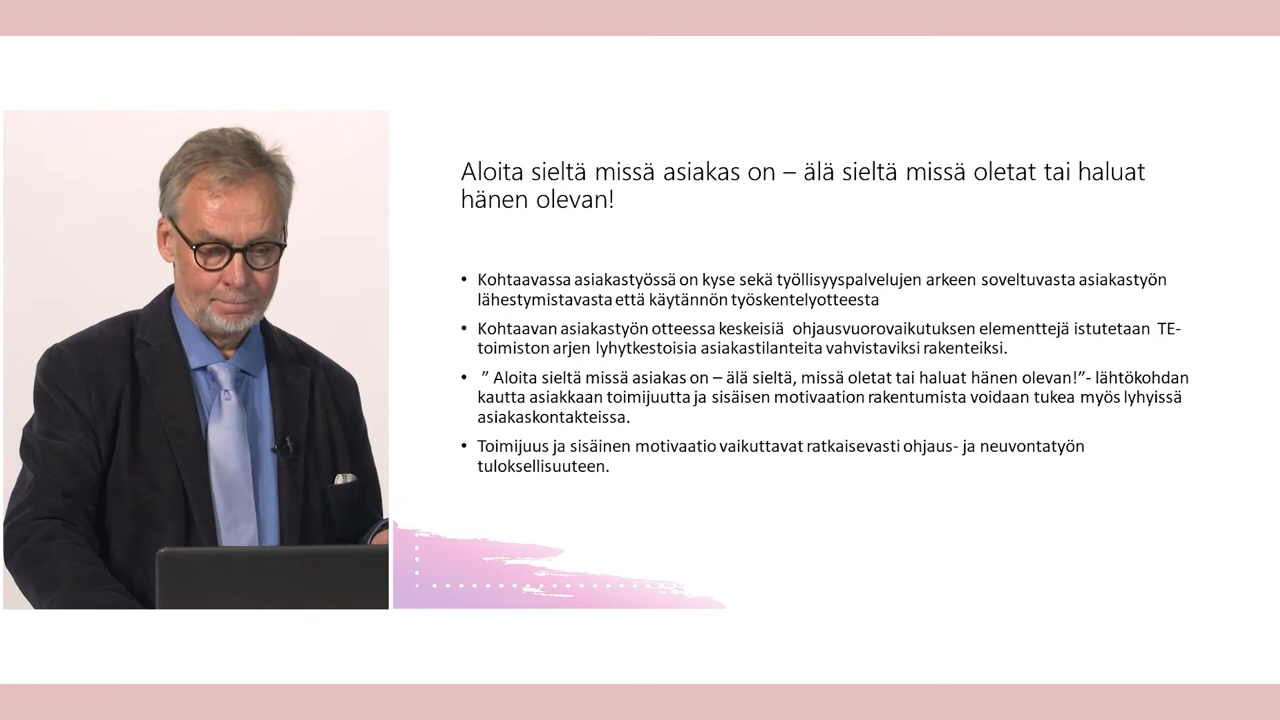 Aloita sieltä missä asiakas on – älä sieltä missä oletat tai haluat
hänen olevan!
• Kohtaavassa asiakastyössä on kyse sekä työllisyyspalvelujen arkeen soveltuvasta asiakastyön
lähestymistavasta että käytännön työskentelyotteesta
• Kohtaavan asiakastyön otteessa keskeisiä ohjausvuorovaikutuksen elementtejä istutetaan TE-
toimiston arjen lyhytkestoisia asiakastilanteita vahvistaviksi rakenteiksi.
• ” Aloita sieltä missä asiakas on – älä sieltä, missä oletat tai haluat hänen olevan!”- lähtökohdan
kautta asiakkaan toimijuutta ja sisäisen motivaation rakentumista voidaan tukea myös lyhyissä
asiakaskontakteissa.
• Toimijuus ja sisäinen motivaatio vaikuttavat ratkaisevasti ohjaus- ja neuvontatyön
tuloksellisuuteen.